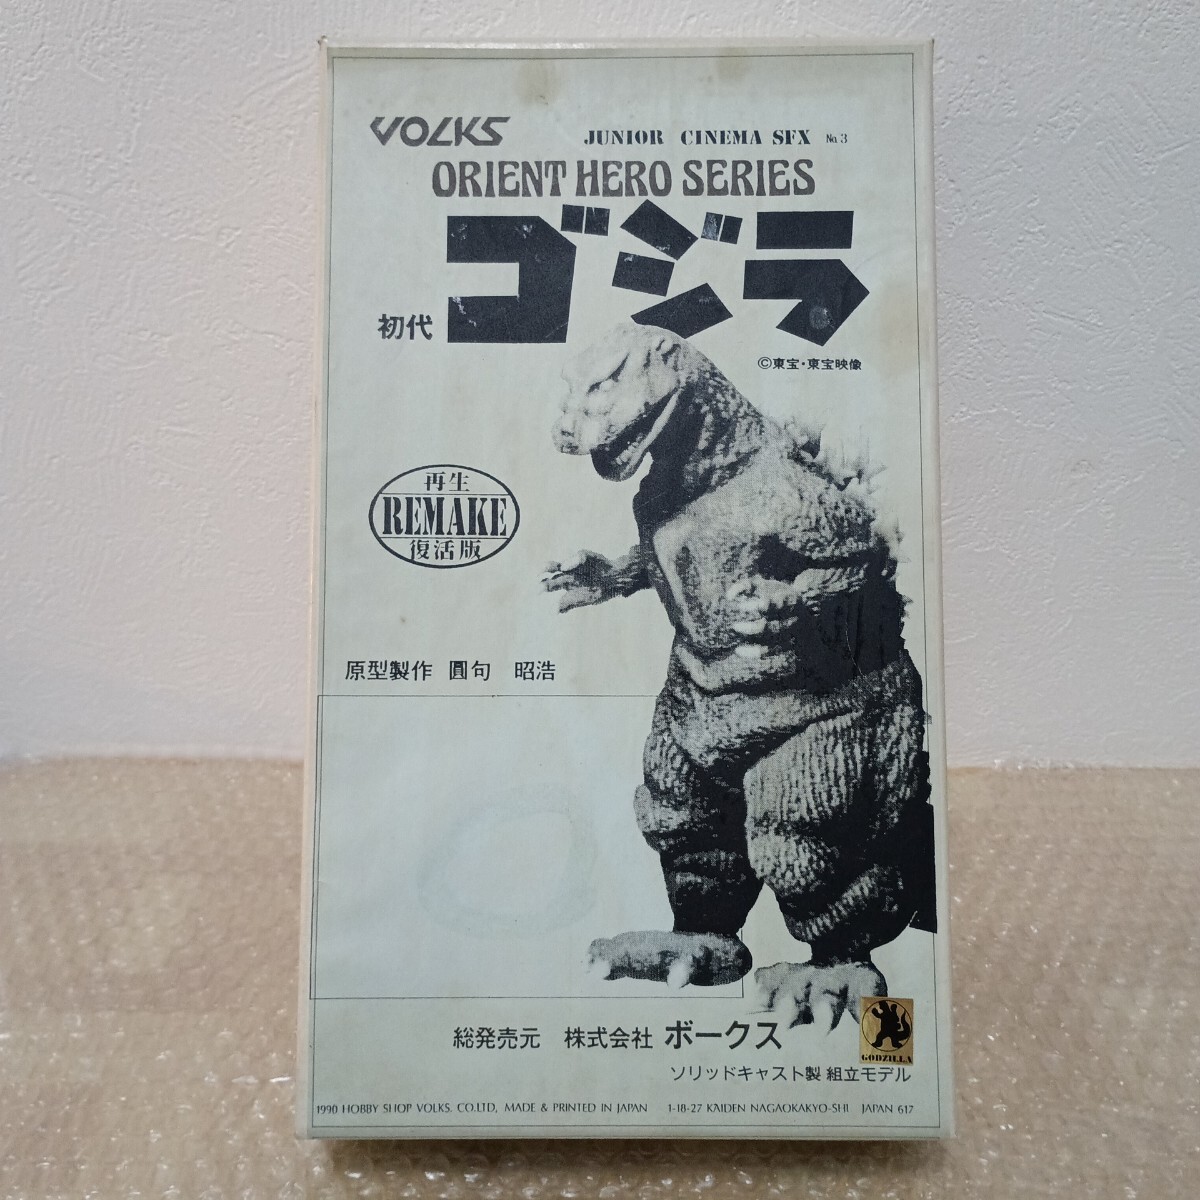 VOLKS
JUNIOR CINEMA SFX No.3
ORIENT HERO SERIES
初代 ゴジラ
©東宝・東宝映像
再生
REMAKE
復活版
原型製作 圓句 昭浩
総発売元 株式会社 ボークス
GODZILLA
ソリッドキャスト製 組立モデル
1990 HOBBY SHOP VOLKS. CO.LTD, MADE & PRINTED IN JAPAN 1-18-27 KAIDEN NAGAOKAKYO-SHI JAPAN 617